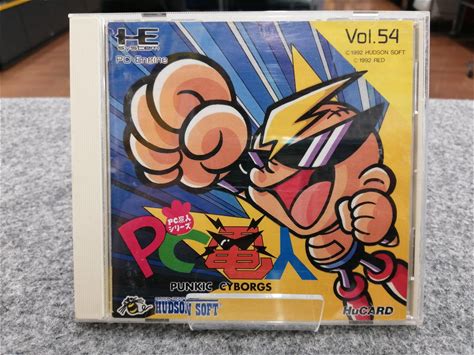 HE
SYSTEM
PC Engine
Vol.54
©1992 HUDSON SOFT
©1992 RED
PC原人
シリーズ
PC電人
PUNKIC CYBORGS
HUDSON SOFT
HuCARD